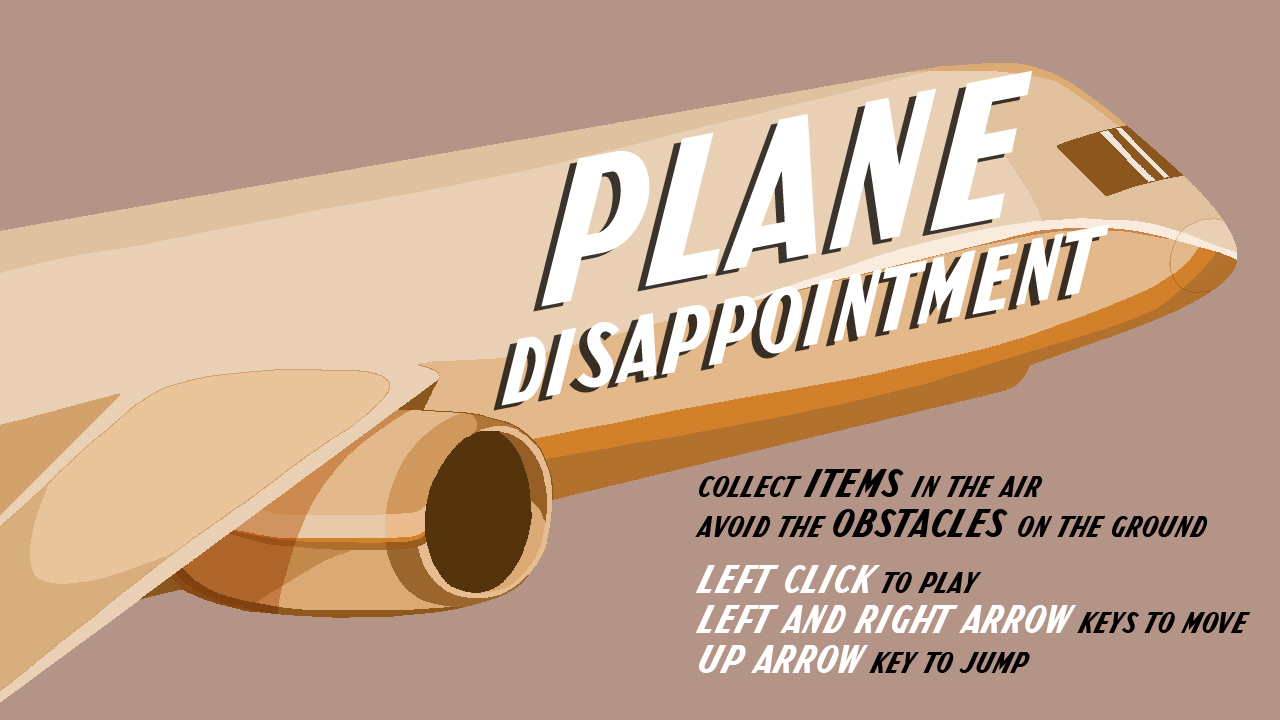 PLANE
DISAPPOINTMENT
COLLECT ITEMS IN THE AIR
AVOID THE OBSTACLES ON THE GROUND
LEFT CLICK TO PLAY
LEFT AND RIGHT ARROW KEYS TO MOVE
UP ARROW KEY TO JUMP